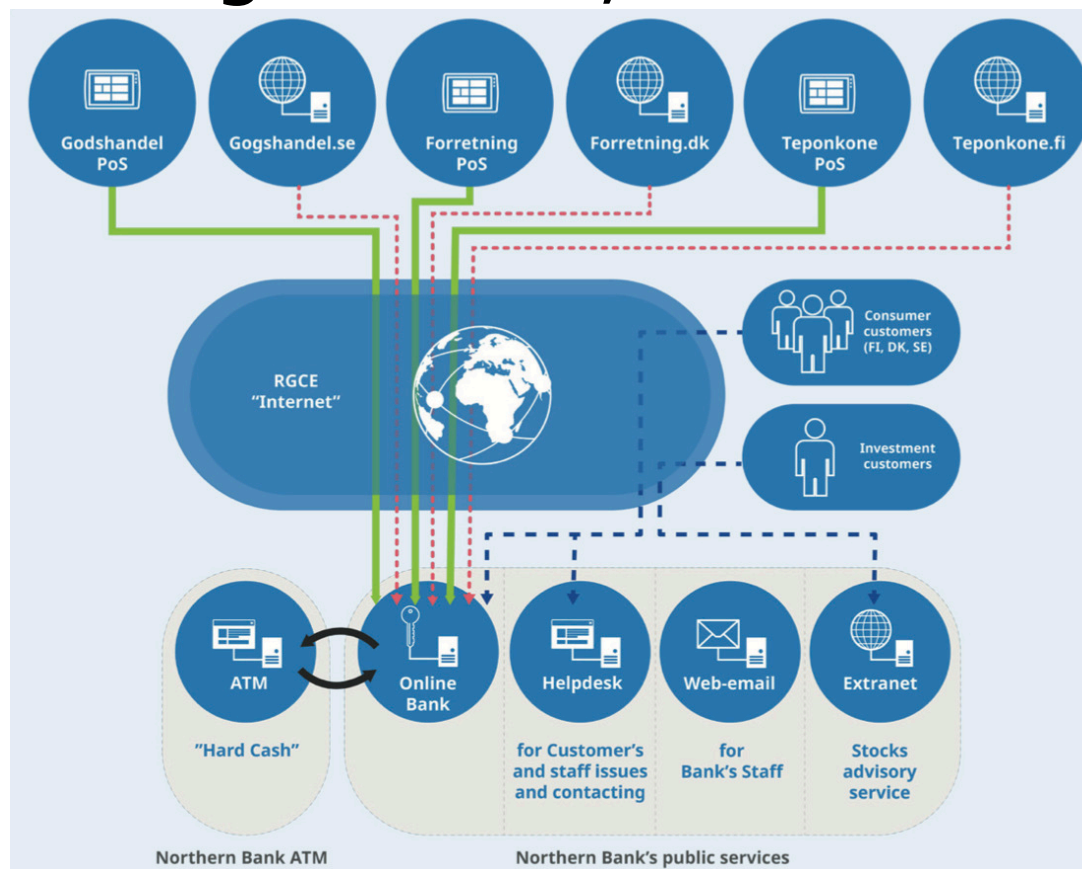 Godshandel
PoS
Gogshandel.se
Forretning
PoS
Forretning.dk
Teponkone
PoS
Teponkone.fi
RGCE
“Internet”
Consumer
customers
(FI, DK, SE)
Investment
customers
ATM
Online
Bank
Helpdesk
Web-email
Extranet
”Hard Cash”
for Customer’s
and staff issues
and contacting
for
Bank’s Staff
Stocks
advisory
service
Northern Bank ATM
Northern Bank’s public services